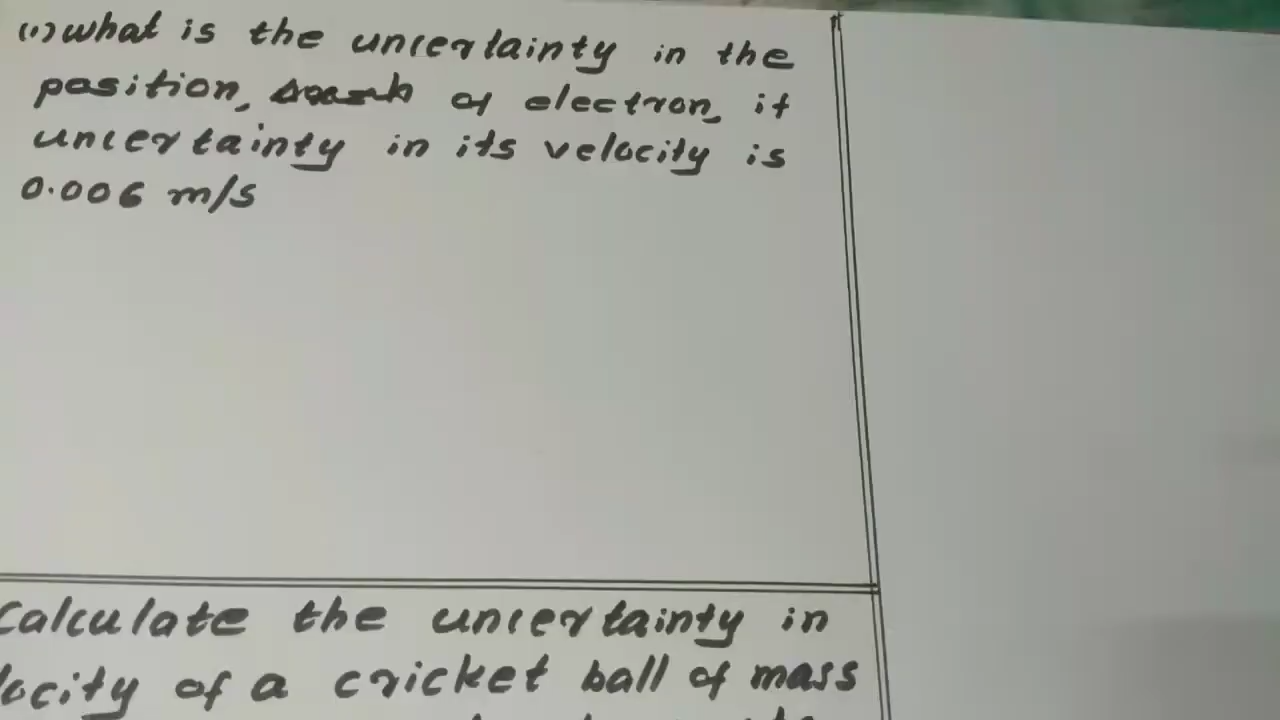 (1) what is the uncertainty in the
position, of electron, if
uncertainty in its velocity is
0.006 m/s
Calculate the uncertainty in
locity of a cricket ball of mass